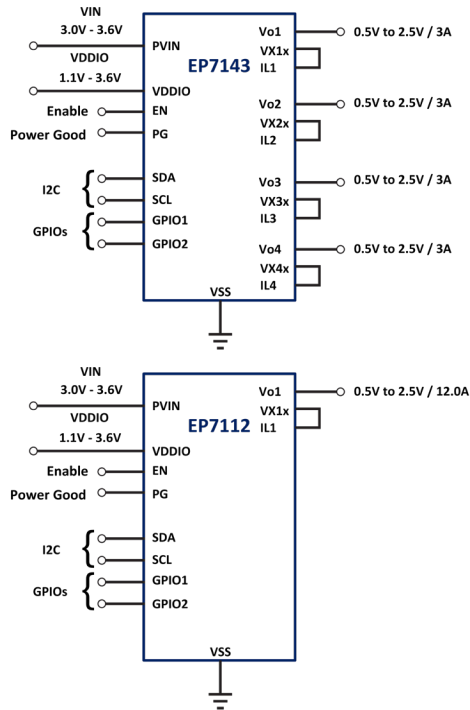 VIN
3.0V - 3.6V
PVIN
VDDIO
1.1V - 3.6V
VDDIO
Enable
EN
Power Good
PG
I2C
SDA
SCL
GPIOs
GPIO1
GPIO2
EP7143
Vo1
0.5V to 2.5V / 3A
VX1x
IL1
Vo2
0.5V to 2.5V / 3A
VX2x
IL2
Vo3
0.5V to 2.5V / 3A
VX3x
IL3
Vo4
0.5V to 2.5V / 3A
VX4x
IL4
VSS
VIN
3.0V - 3.6V
PVIN
VDDIO
1.1V - 3.6V
VDDIO
Enable
EN
Power Good
PG
I2C
SDA
SCL
GPIOs
GPIO1
GPIO2
EP7112
Vo1
0.5V to 2.5V / 12.0A
VX1x
IL1
VSS